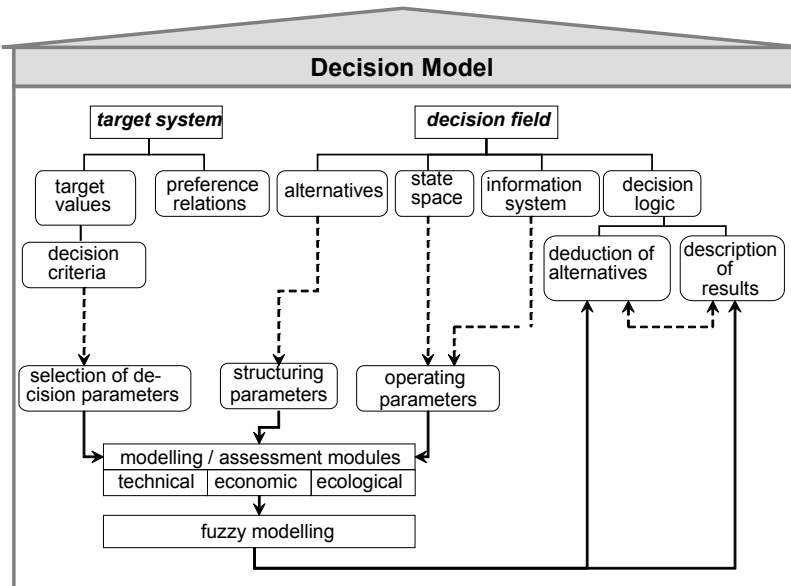 Decision Model
target system
decision field
target
values
preference
relations
alternatives
state
space
information
system
decision
logic
decision
criteria
deduction of
alternatives
description
of
results
selection of de-
cision parameters
structuring
parameters
operating
parameters
modelling / assessment modules
technical
economic
ecological
fuzzy modelling